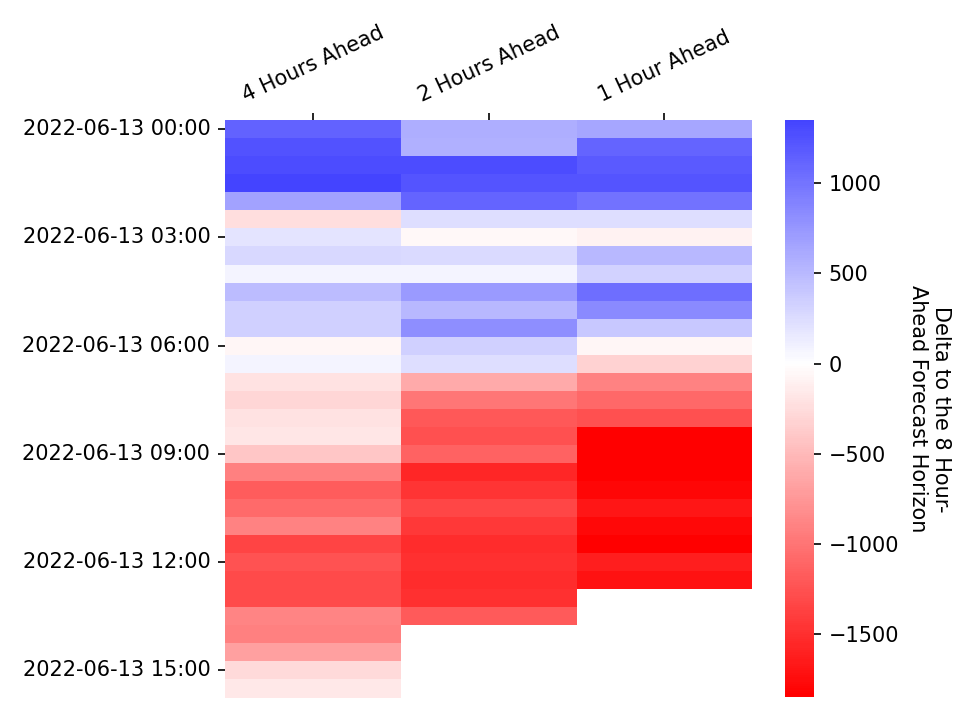 4 Hours Ahead
2 Hours Ahead
1 Hour Ahead
2022-06-13 00:00
2022-06-13 03:00
2022-06-13 06:00
2022-06-13 09:00
2022-06-13 12:00
2022-06-13 15:00
1000
500
0
−500
−1000
−1500
Delta to the 8 Hour-
Ahead Forecast Horizon